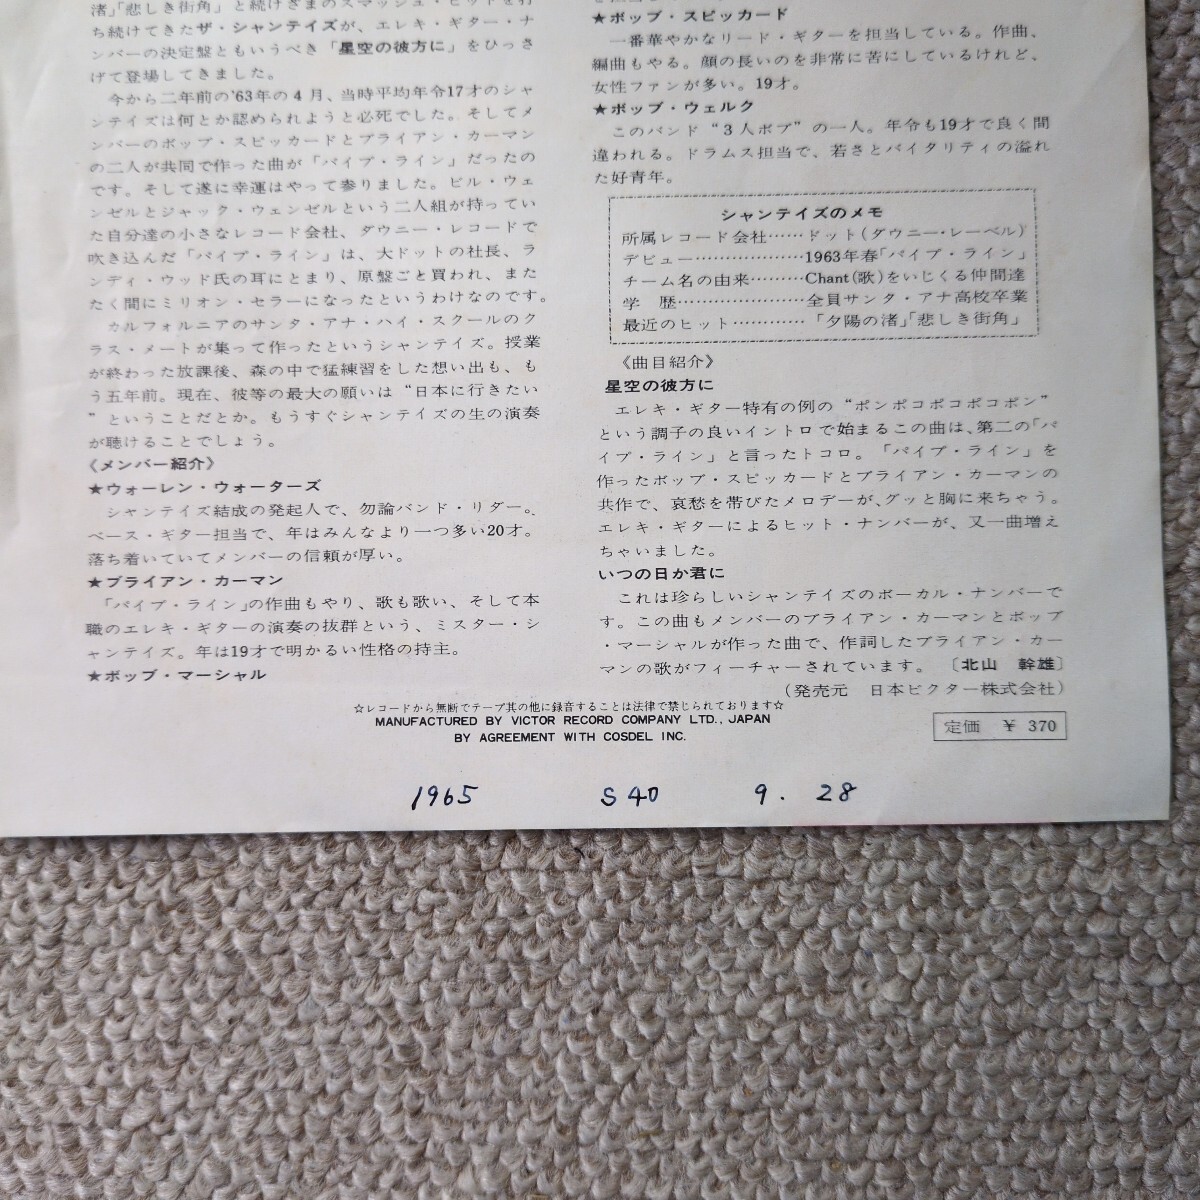 渚」「悲しき街角」と続けざまのスマッシュ・ヒットを打
ち続けてきたザ・シャンテイズが、エレキ・ギター・ナ
ンバーの決定盤ともいうべき「星空の彼方に」をひっさ
げて登場してきました。
今から二年前の'63年の4月、当時平均年令17才のシャ
ンテイズは何とか認められようと必死でした。そしてメ
ンバーのボッブ・スピッカードとブライアン・カーマン
の二人が共同で作った曲が「パイプ・ライン」だったの
です。そして遂に幸運はやって参りました。ビル・ウェ
ンゼルとジャック・ウェンゼルという二人組が持ってい
た自分達の小さなレコード会社、ダウニー・レコードで
吹き込んだ「パイプ・ライン」は、大ドットの社長、ラ
ンディ・ウッド氏の耳にとまり、原盤ごと買われ、また
たく間にミリオン・セラーになったというわけなのです。
カルフォルニアのサンタ・アナ・ハイ・スクールのク
ラス・メートが集って作ったというシャンテイズ。授業
が終わった放課後、森の中で猛練習をした想い出も、も
う五年前。現在、彼等の最大の願いは“日本に行きたい
”ということだとか。もうすぐシャンテイズの生の演奏
が聴けることでしょう。
《メンバー紹介》
★ウォーレン・ウォーターズ
シャンテイズ結成の発起人で、勿論バンド・リダー。
ベース・ギター担当で、年はみんなより一つ多い20才。
落ち着いていてメンバーの信頼が厚い。
★ブライアン・カーマン
「パイプ・ライン」の作曲もやり、歌も歌い、そして本
職のエレキ・ギターの演奏の抜群という、ミスター・シ
ャンテイズ。年は19才で明かるい性格の持主。
★ボッブ・マーシャル
★ボッブ・スピッカード
一番華やかなリード・ギターを担当している。作曲、
編曲もやる。顔の長いのを非常に苦にしているけれど、
女性ファンが多い。19才。
★ボッブ・ウェルク
このバンド“3人ボブ”の一人。年令も19才で良く間
違われる。ドラムス担当で、若さとバイタリティの溢れ
た好青年。
シャンテイズのメモ
所属レコード会社……ドット(ダウニー・レーベル)
デビュー………………1963年春「パイプ・ライン」
チーム名の由来………Chant(歌)をいじくる仲間達
学　歴…………………全員サンタ・アナ高校卒業
最近のヒット…………「夕陽の渚」「悲しき街角」
《曲目紹介》
星空の彼方に
エレキ・ギター特有の例の“ポンポコポコポコポン”
という調子の良いイントロで始まるこの曲は、第二の「パ
イプ・ライン」と言ったトコロ。「パイプ・ライン」を
作ったボッブ・スピッカードとブライアン・カーマンの
共作で、哀愁を帯びたメロデーが、グッと胸に来ちゃう。
エレキ・ギターによるヒット・ナンバーが、又一曲増え
ちゃいました。
いつの日か君に
これは珍らしいシャンテイズのボーカル・ナンバーで
す。この曲もメンバーのブライアン・カーマンとボッブ
・マーシャルが作った曲で、作詞したブライアン・カー
マンの歌がフィーチャーされています。〔北山　幹雄〕
(発売元　日本ビクター株式会社)
☆レコードから無断でテープ其の他に録音することは法律で禁じられております☆
MANUFACTURED BY VICTOR RECORD COMPANY LTD., JAPAN
BY AGREEMENT WITH COSDEL INC.
定価　￥ 370
1965　S40　9. 28